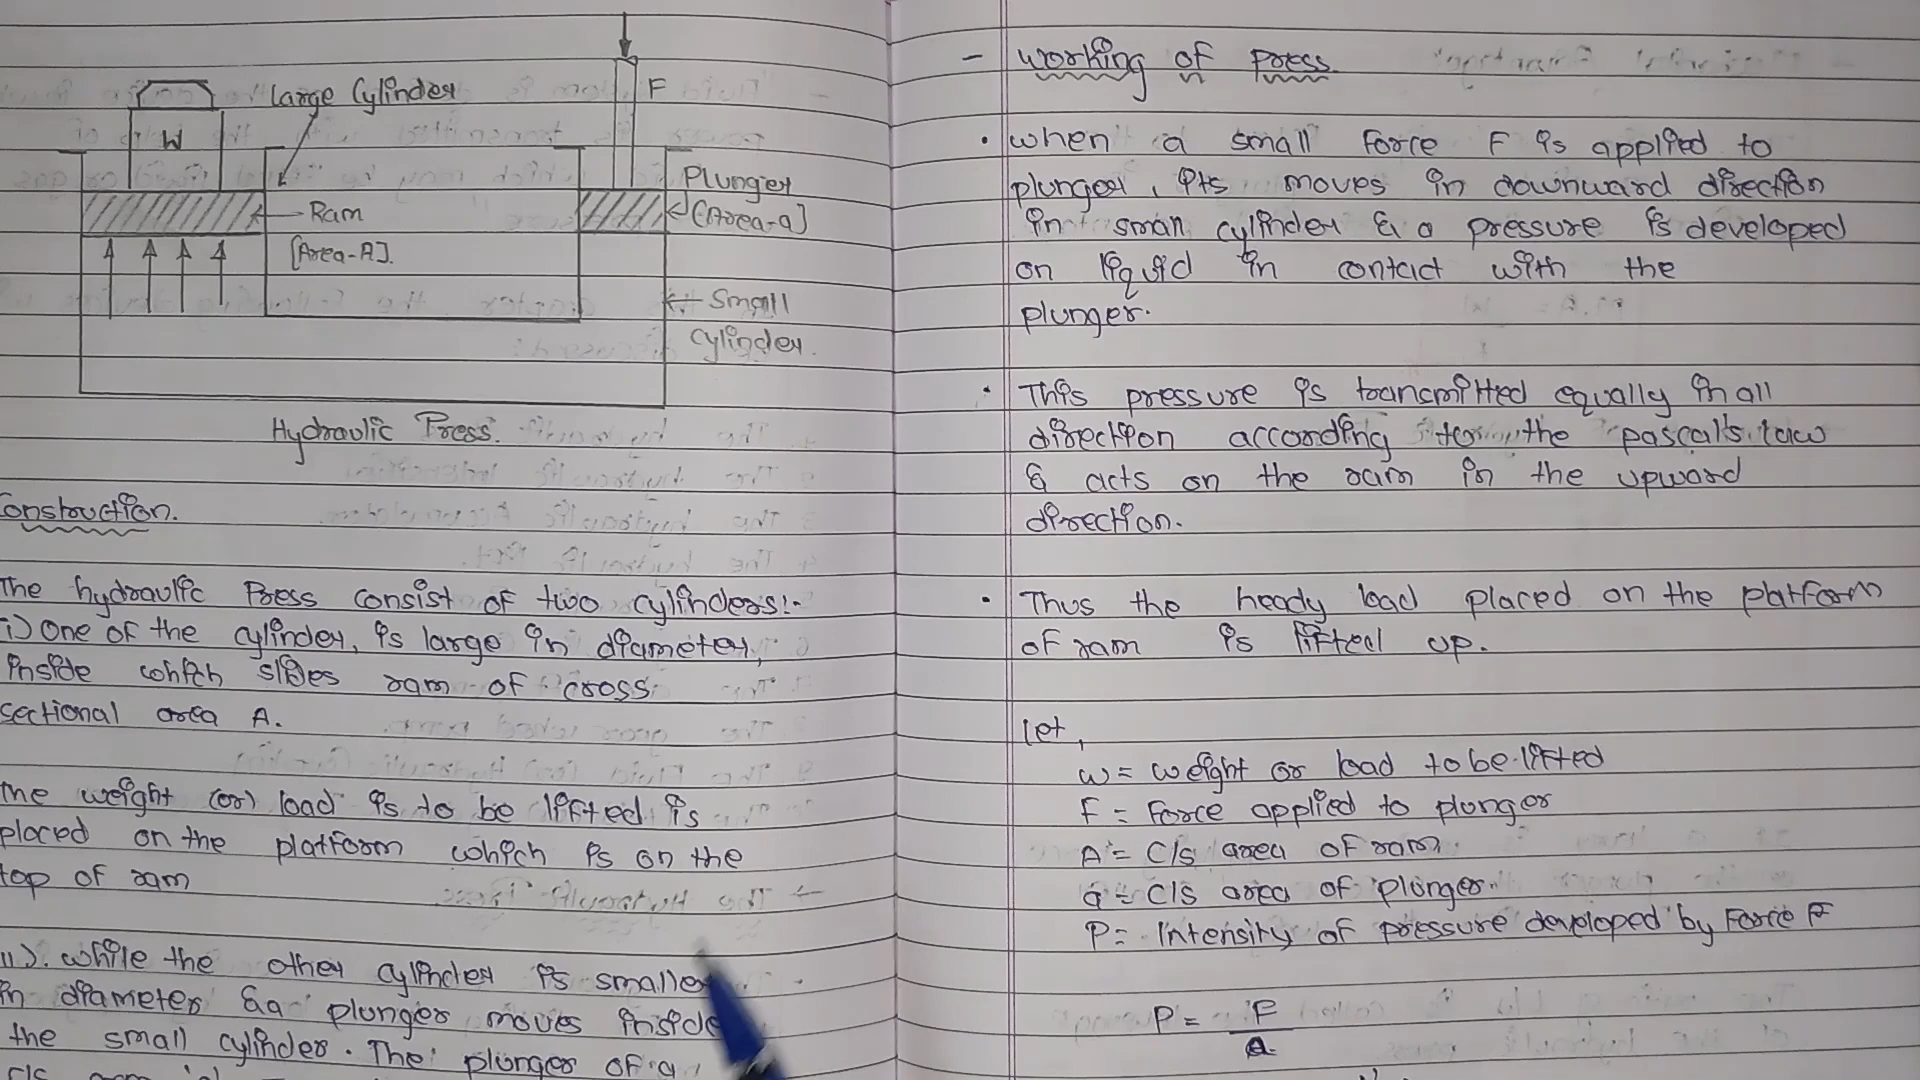 F
Large Cylinder
W
Plunger
(Area-a)
Ram
[Area-A].
Small
cylinder.
Hydraulic Press.
Construction.
The hydraulic Press consist of two cylinders:-
i) One of the cylinder, is large in diameter,
inside which slides ram of cross
sectional area A.
the weight (or) load is to be lifted is
placed on the platform which is on the
top of ram
ii). while the other cylinder is smaller
in diameter & a plunger moves inside
the small cylinder. The plunger of a
c/s area
- working of press.
• when a small force F is applied to
plunger, its moves in downward direction
in small cylinder & a pressure is developed
on liquid in contact with the
plunger.
• This pressure is transmitted equally in all
direction according to the pascal's law
& acts on the ram in the upward
direction.
• Thus the heady load placed on the platform
of ram is lifted up.
let,
w = weight or load to be lifted
F = Force applied to plunger
A = C/s area of ram
a = C/s area of plunger.
P = Intensity of pressure developed by Force F
P = F
a